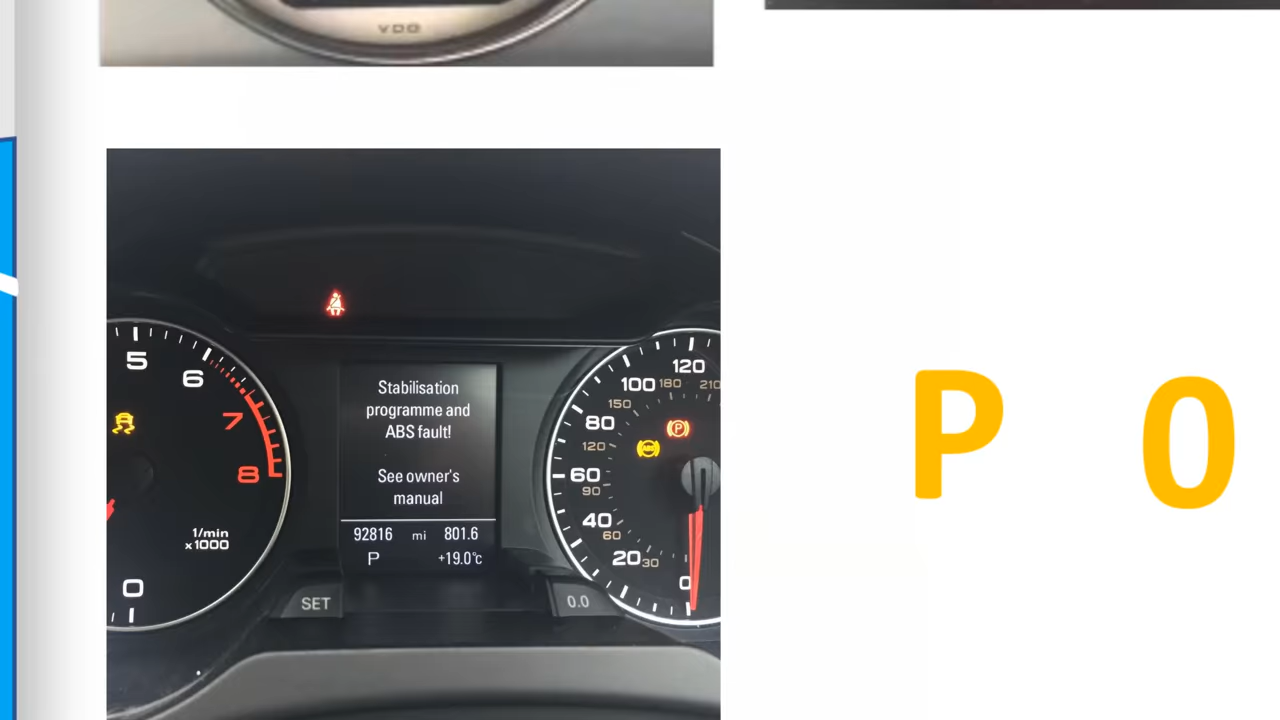 VDO
5
6
7
8
1/min
x1000
0
Stabilisation
programme and
ABS fault!
See owner's
manual
92816 mi 801.6
P +19.0°c
SET
0.0
120
100 180 210
150
80
120
60
90
40
60
20 30
0
P
ABS
P 0